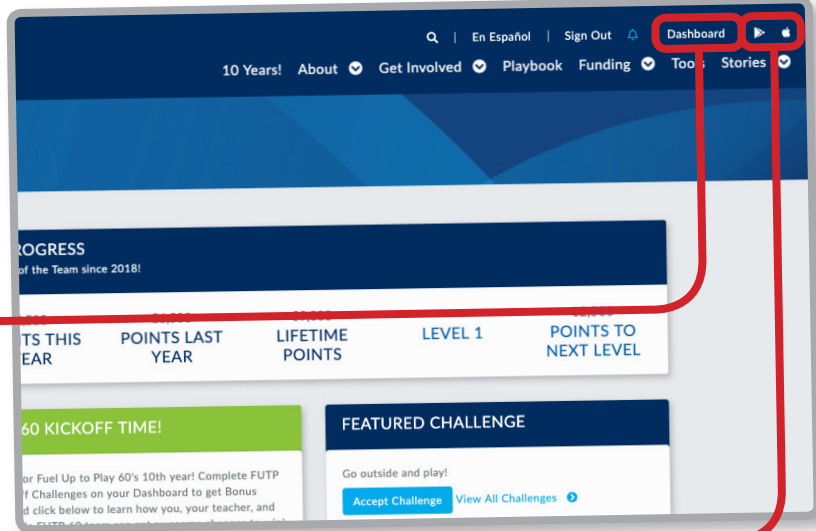 En Español | Sign Out Dashboard
10 Years! About Get Involved Playbook Funding Tools Stories
ROGRESS
of the Team since 2018!
TS THIS
EAR
POINTS LAST
YEAR
LIFETIME
POINTS
LEVEL 1
POINTS TO
NEXT LEVEL
60 KICKOFF TIME!
or Fuel Up to Play 60's 10th year! Complete FUTP
Challenges on your Dashboard to get Bonus
d click below to learn how you, your teacher, and
FEATURED CHALLENGE
Go outside and play!
Accept Challenge View All Challenges